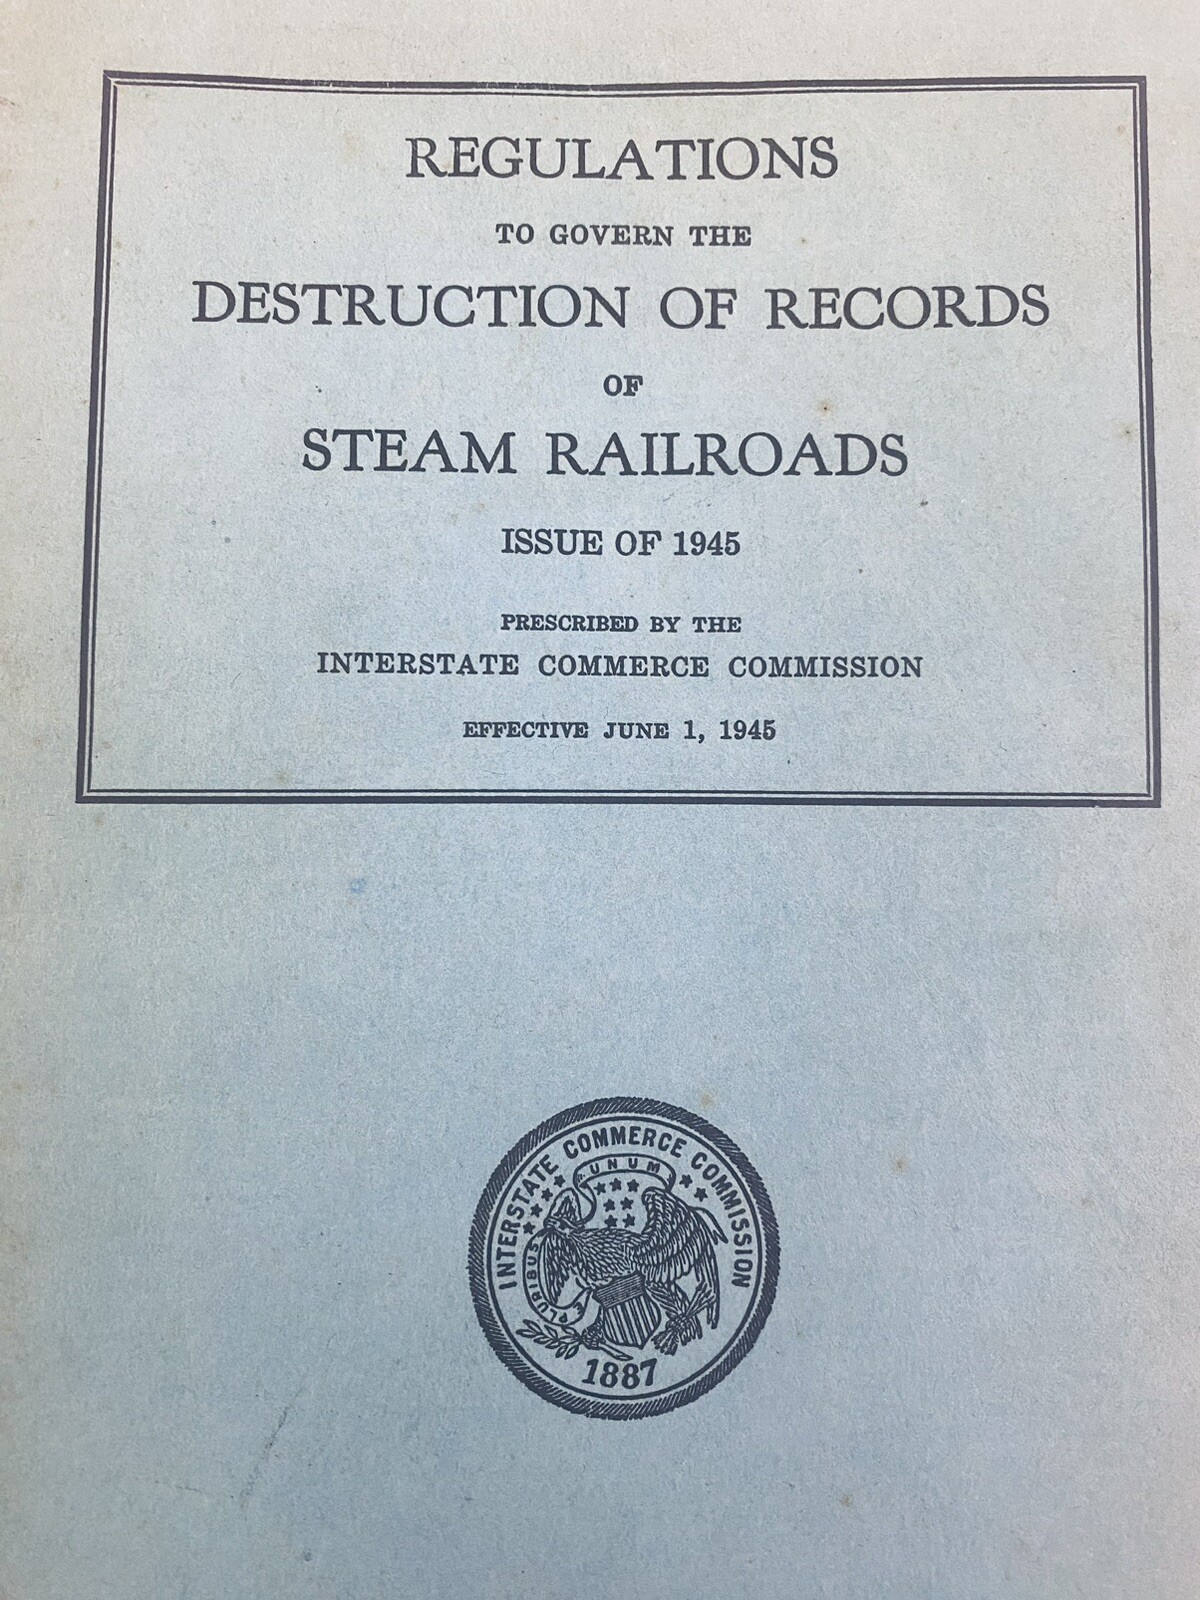 REGULATIONS
TO GOVERN THE
DESTRUCTION OF RECORDS
OF
STEAM RAILROADS
ISSUE OF 1945
PRESCRIBED BY THE
INTERSTATE COMMERCE COMMISSION
EFFECTIVE JUNE 1, 1945
INTERSTATE COMMERCE COMMISSION
E PLURIBUS UNUM
1887